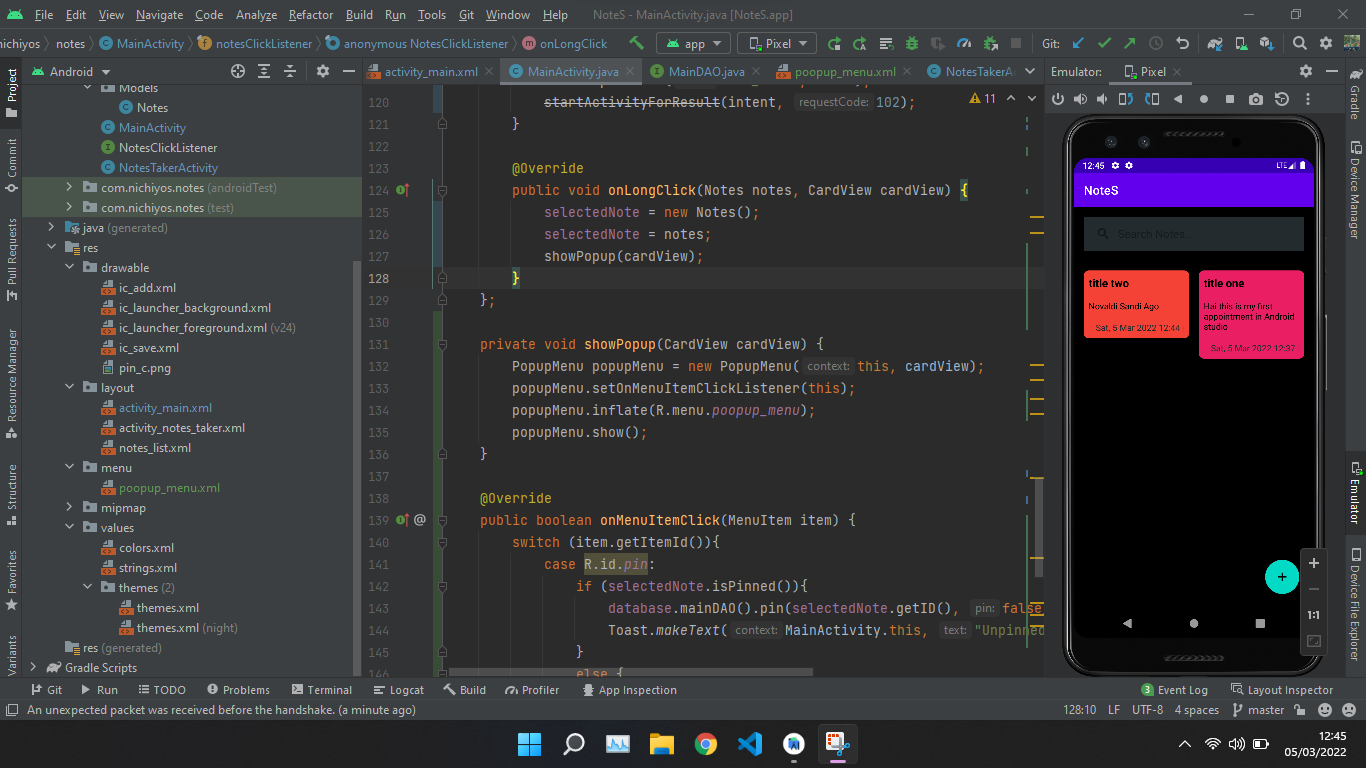 File Edit View Navigate Code Analyze Refactor Build Run Tools Git Window Help NoteS - MainActivity.java [NoteS.app]
nichiyos notes MainActivity notesClickListener anonymous NotesClickListener onLongClick app Pixel Git:
Android activity_main.xml MainActivity.java MainDAO.java poopup_menu.xml NotesTakerA Emulator: Pixel
Project
Commit
Pull Requests
Resource Manager
Structure
Favorites
Variants
Models
Notes
MainActivity
NotesClickListener
NotesTakerActivity
com.nichiyos.notes (androidTest)
com.nichiyos.notes (test)
java (generated)
res
drawable
ic_add.xml
ic_launcher_background.xml
ic_launcher_foreground.xml (v24)
ic_save.xml
pin_c.png
layout
activity_main.xml
activity_notes_taker.xml
notes_list.xml
menu
poopup_menu.xml
mipmap
values
colors.xml
strings.xml
themes (2)
themes.xml
themes.xml (night)
res (generated)
Gradle Scripts
11
120 startActivityForResult(intent, requestCode: 102);
121 }
122
123 @Override
124 public void onLongClick(Notes notes, CardView cardView) {
125 selectedNote = new Notes();
126 selectedNote = notes;
127 showPopup(cardView);
128 }
129 };
130
131 private void showPopup(CardView cardView) {
132 PopupMenu popupMenu = new PopupMenu( context: this, cardView);
133 popupMenu.setOnMenuItemClickListener(this);
134 popupMenu.inflate(R.menu.poopup_menu);
135 popupMenu.show();
136 }
137
138 @Override
139 @ public boolean onMenuItemClick(MenuItem item) {
140 switch (item.getItemId()){
141 case R.id.pin:
142 if (selectedNote.isPinned()){
143 database.mainDAO().pin(selectedNote.getID(), pin: false
144 Toast.makeText( context: MainActivity.this, text: "Unpinned
145 }
146 else {
12:45 LTE
NoteS
Search Notes...
title two
Novaldi Sandi Ago
Sat, 5 Mar 2022 12:44
title one
Hai this is my first
appointment in Android
studio
Sat, 5 Mar 2022 12:37
+
1:1
Gradle
Device Manager
Emulator
Device File Explorer
Git Run TODO Problems Terminal Logcat Build Profiler App Inspection 3 Event Log Layout Inspector
An unexpected packet was received before the handshake. (a minute ago) 128:10 LF UTF-8 4 spaces master
12:45
05/03/2022